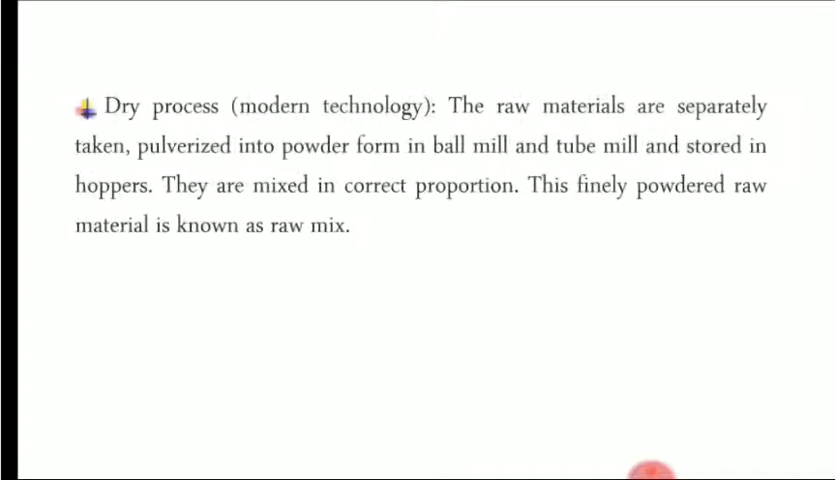 Dry process (modern technology): The raw materials are separately
taken, pulverized into powder form in ball mill and tube mill and stored in
hoppers. They are mixed in correct proportion. This finely powdered raw
material is known as raw mix.